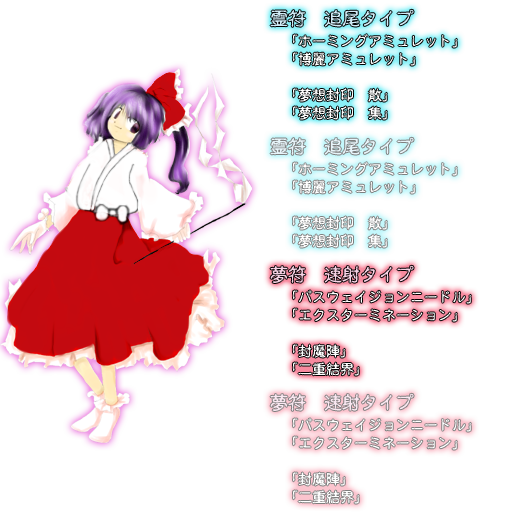 霊符　追尾タイプ
「ホーミングアミュレット」
「博麗アミュレット」
「夢想封印　散」
「夢想封印　集」
霊符　追尾タイプ
「ホーミングアミュレット」
「博麗アミュレット」
「夢想封印　散」
「夢想封印　集」
夢符　速射タイプ
「パスウェイジョンニードル」
「エクスターミネーション」
「封魔陣」
「二重結界」
夢符　速射タイプ
「パスウェイジョンニードル」
「エクスターミネーション」
「封魔陣」
「二重結界」